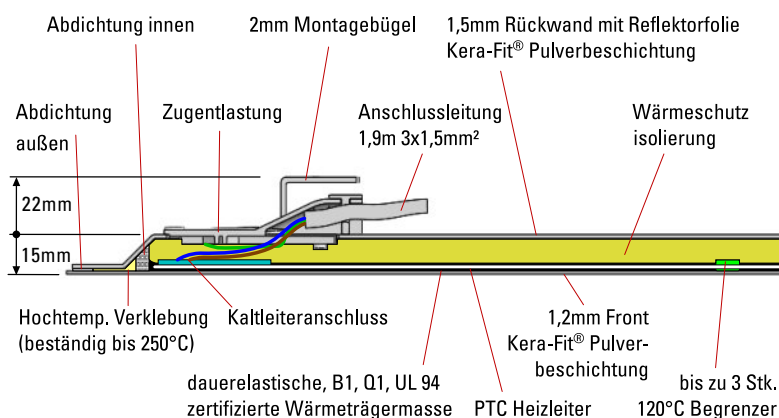 Abdichtung innen
2mm Montagebügel
1,5mm Rückwand mit Reflektorfolie
Kera-Fit® Pulverbeschichtung
Abdichtung
außen
Zugentlastung
Anschlussleitung
1,9m 3x1,5mm²
Wärmeschutz
isolierung
22mm
15mm
Hochtemp. Verklebung
(beständig bis 250°C)
Kaltleiteranschluss
1,2mm Front
Kera-Fit® Pulver-
beschichtung
dauerelastische, B1, Q1, UL 94
zertifizierte Wärmeträgermasse
PTC Heizleiter
bis zu 3 Stk.
120°C Begrenzer